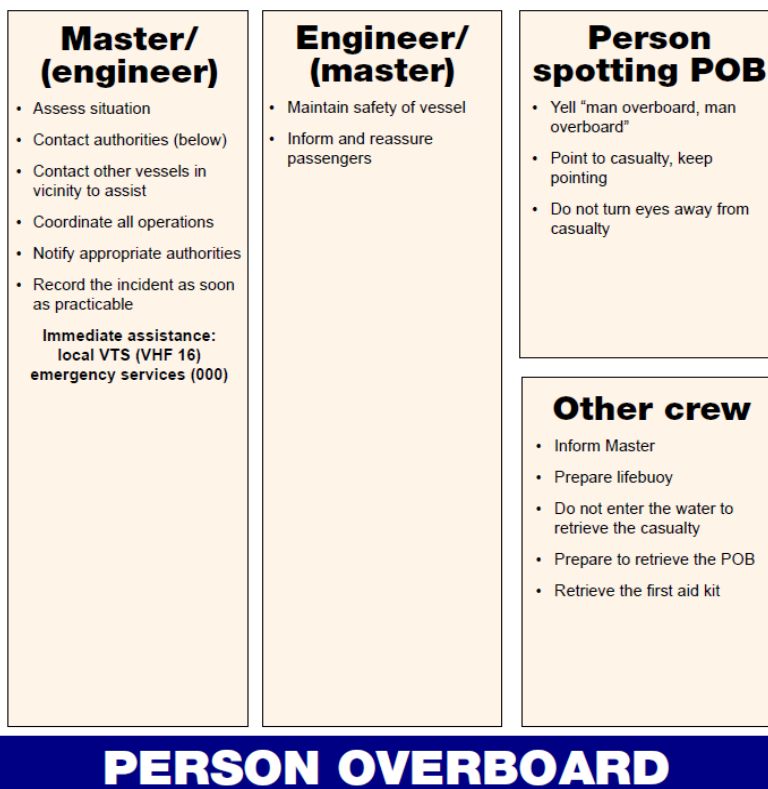 Master/
(engineer)
• Assess situation
• Contact authorities (below)
• Contact other vessels in
vicinity to assist
• Coordinate all operations
• Notify appropriate authorities
• Record the incident as soon
as practicable
Immediate assistance:
local VTS (VHF 16)
emergency services (000)
Engineer/
(master)
• Maintain safety of vessel
• Inform and reassure
passengers
Person
spotting POB
• Yell “man overboard, man
overboard”
• Point to casualty, keep
pointing
• Do not turn eyes away from
casualty
Other crew
• Inform Master
• Prepare lifebuoy
• Do not enter the water to
retrieve the casualty
• Prepare to retrieve the POB
• Retrieve the first aid kit
PERSON OVERBOARD